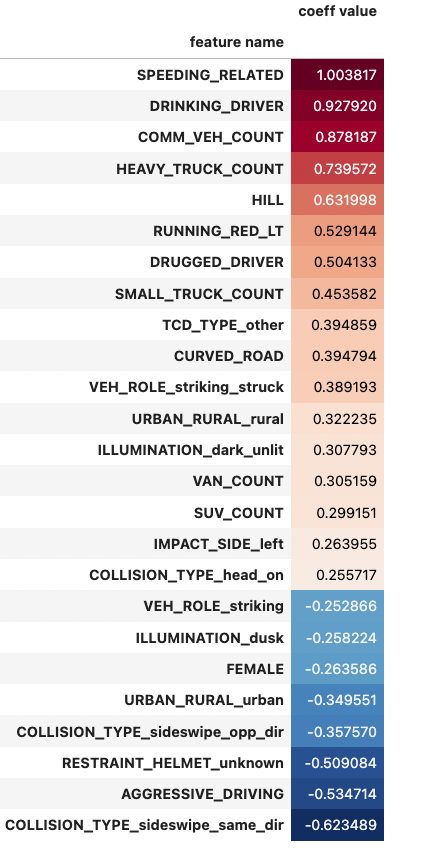 coeff value
feature name
SPEEDING_RELATED 1.003817
DRINKING_DRIVER 0.927920
COMM_VEH_COUNT 0.878187
HEAVY_TRUCK_COUNT 0.739572
HILL 0.631998
RUNNING_RED_LT 0.529144
DRUGGED_DRIVER 0.504133
SMALL_TRUCK_COUNT 0.453582
TCD_TYPE_other 0.394859
CURVED_ROAD 0.394794
VEH_ROLE_striking_struck 0.389193
URBAN_RURAL_rural 0.322235
ILLUMINATION_dark_unlit 0.307793
VAN_COUNT 0.305159
SUV_COUNT 0.299151
IMPACT_SIDE_left 0.263955
COLLISION_TYPE_head_on 0.255717
VEH_ROLE_striking -0.252866
ILLUMINATION_dusk -0.258224
FEMALE -0.263586
URBAN_RURAL_urban -0.349551
COLLISION_TYPE_sideswipe_opp_dir -0.357570
RESTRAINT_HELMET_unknown -0.509084
AGGRESSIVE_DRIVING -0.534714
COLLISION_TYPE_sideswipe_same_dir -0.623489